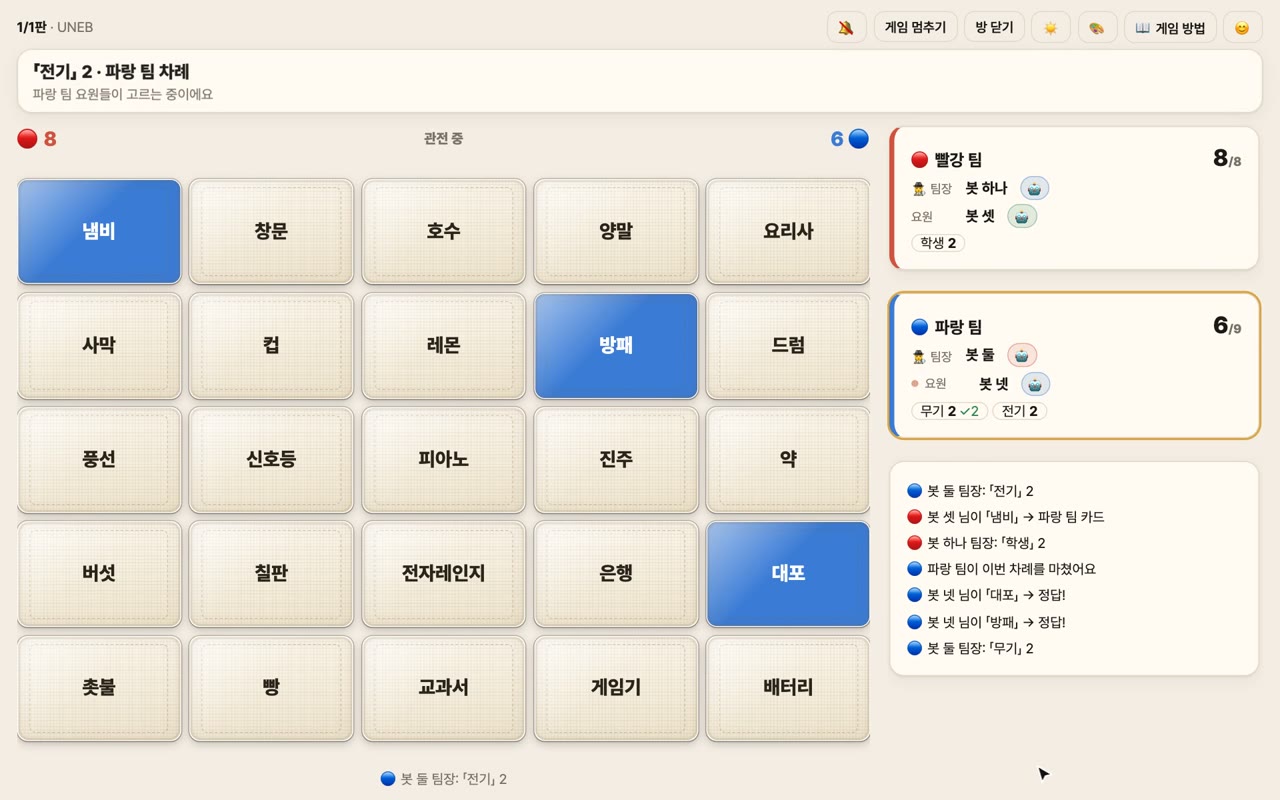 1/1판 · UNEB
게임 멈추기
방 닫기
게임 방법
「전기」 2 · 파랑 팀 차례
파랑 팀 요원들이 고르는 중이에요
8
관전 중
6
냄비 창문 호수 양말 요리사
사막 컵 레몬 방패 드럼
풍선 신호등 피아노 진주 약
버섯 칠판 전자레인지 은행 대포
촛불 빵 교과서 게임기 배터리
봇 둘 팀장: 「전기」 2
빨강 팀 8/8
팀장 봇 하나
요원 봇 셋
학생 2
파랑 팀 6/9
팀장 봇 둘
요원 봇 넷
무기 2 ✓2 전기 2
봇 둘 팀장: 「전기」 2
봇 셋 님이 「냄비」 → 파랑 팀 카드
봇 하나 팀장: 「학생」 2
파랑 팀이 이번 차례를 마쳤어요
봇 넷 님이 「대포」 → 정답!
봇 넷 님이 「방패」 → 정답!
봇 둘 팀장: 「무기」 2